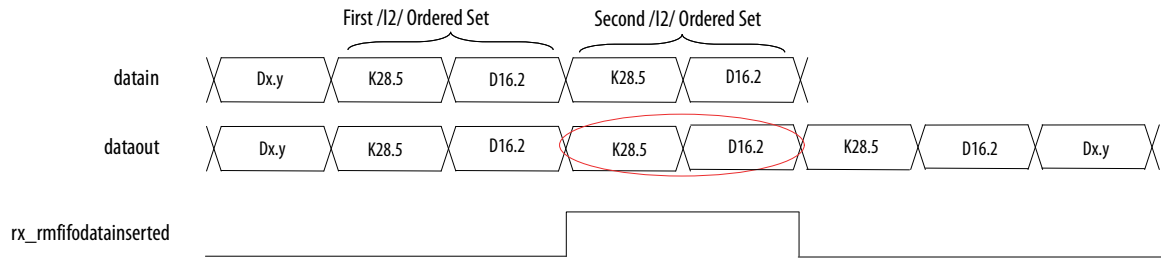 First /I2/ Ordered Set Second /I2/ Ordered Set
datain Dx.y K28.5 D16.2 K28.5 D16.2
dataout Dx.y K28.5 D16.2 K28.5 D16.2 K28.5 D16.2 Dx.y
rx_rmfifodatainserted